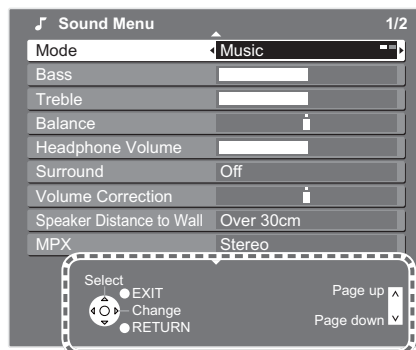 Sound Menu 1/2
Mode Music
Bass
Treble
Balance
Headphone Volume
Surround Off
Volume Correction
Speaker Distance to Wall Over 30cm
MPX Stereo
Select
EXIT
Change
RETURN
Page up
Page down